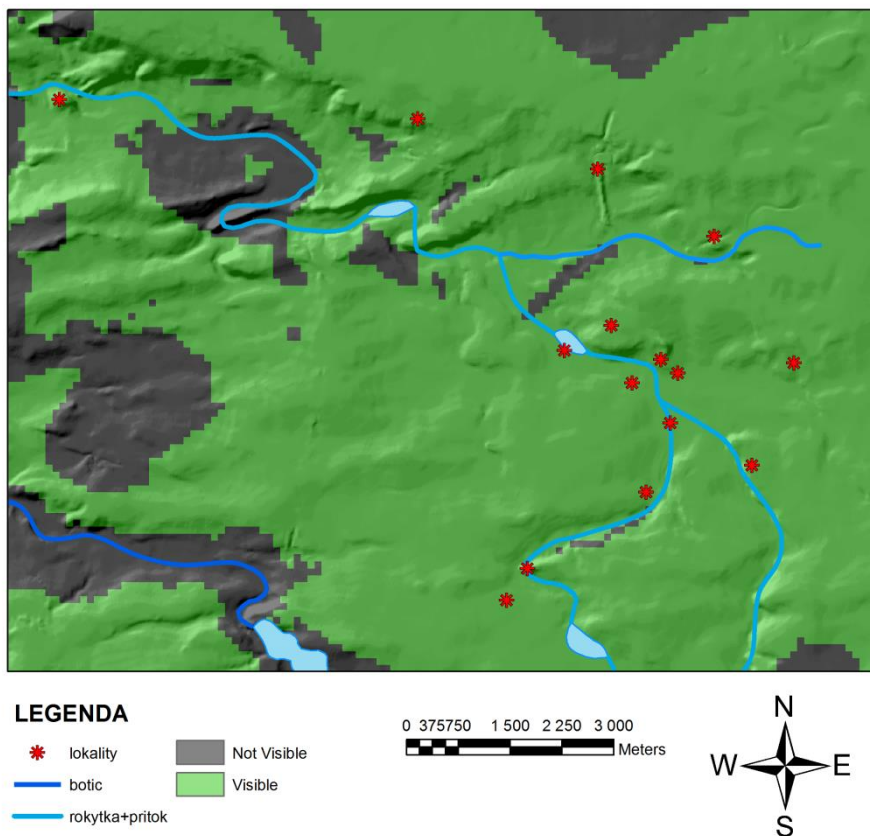 LEGENDA
lokality
botic
rokytka+pritok
Not Visible
Visible
0 375750 1 500 2 250 3 000
Meters
N
W E
S